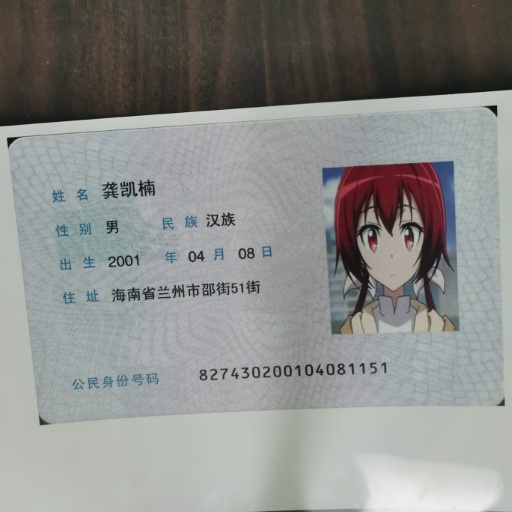 姓名 龚凯楠
性别 男 民族 汉族
出生 2001 年 04 月 08 日
住址 海南省兰州市邵街51街
公民身份号码 827430200104081151